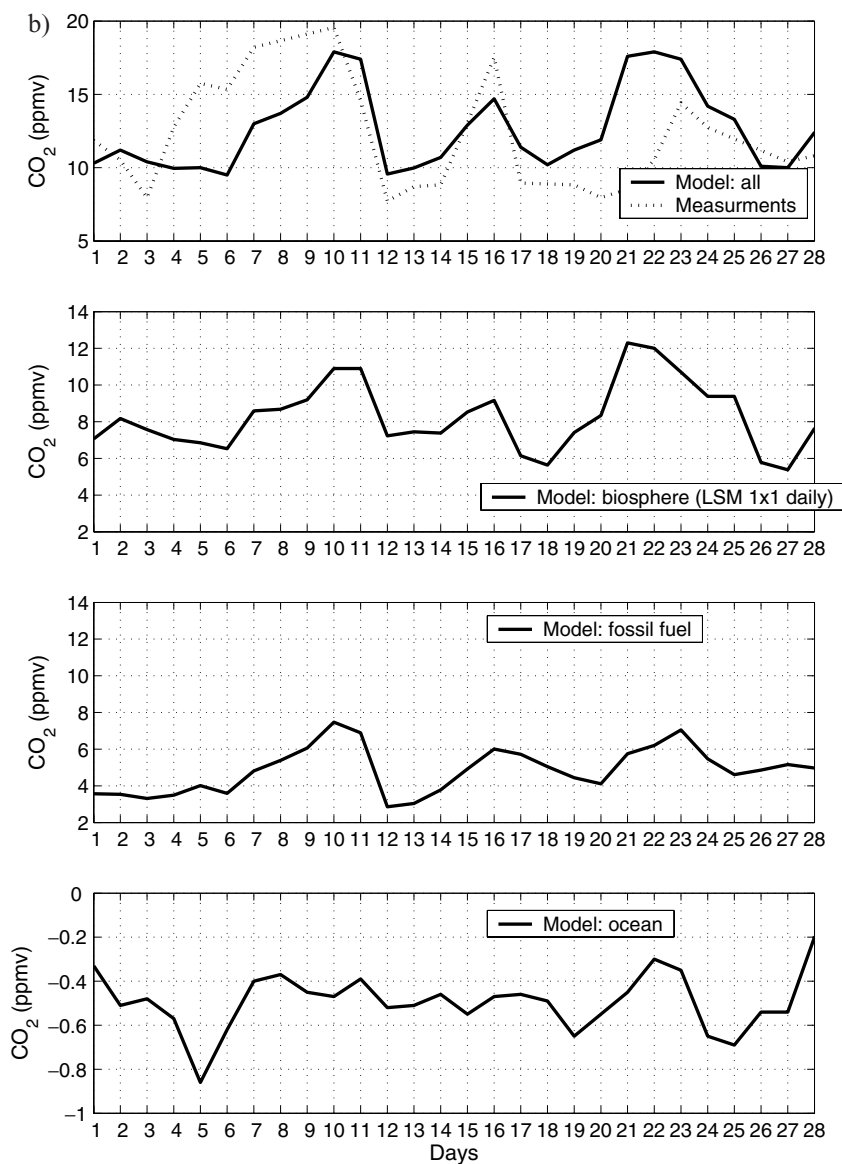 b)
20
15
10
5
CO2 (ppmv)
Model: all
Measurments
1 2 3 4 5 6 7 8 9 10 11 12 13 14 15 16 17 18 19 20 21 22 23 24 25 26 27 28
14
12
10
8
6
4
2
CO2 (ppmv)
Model: biosphere (LSM 1x1 daily)
1 2 3 4 5 6 7 8 9 10 11 12 13 14 15 16 17 18 19 20 21 22 23 24 25 26 27 28
14
12
10
8
6
4
2
CO2 (ppmv)
Model: fossil fuel
1 2 3 4 5 6 7 8 9 10 11 12 13 14 15 16 17 18 19 20 21 22 23 24 25 26 27 28
0
−0.2
−0.4
−0.6
−0.8
−1
CO2 (ppmv)
Model: ocean
1 2 3 4 5 6 7 8 9 10 11 12 13 14 15 16 17 18 19 20 21 22 23 24 25 26 27 28
Days